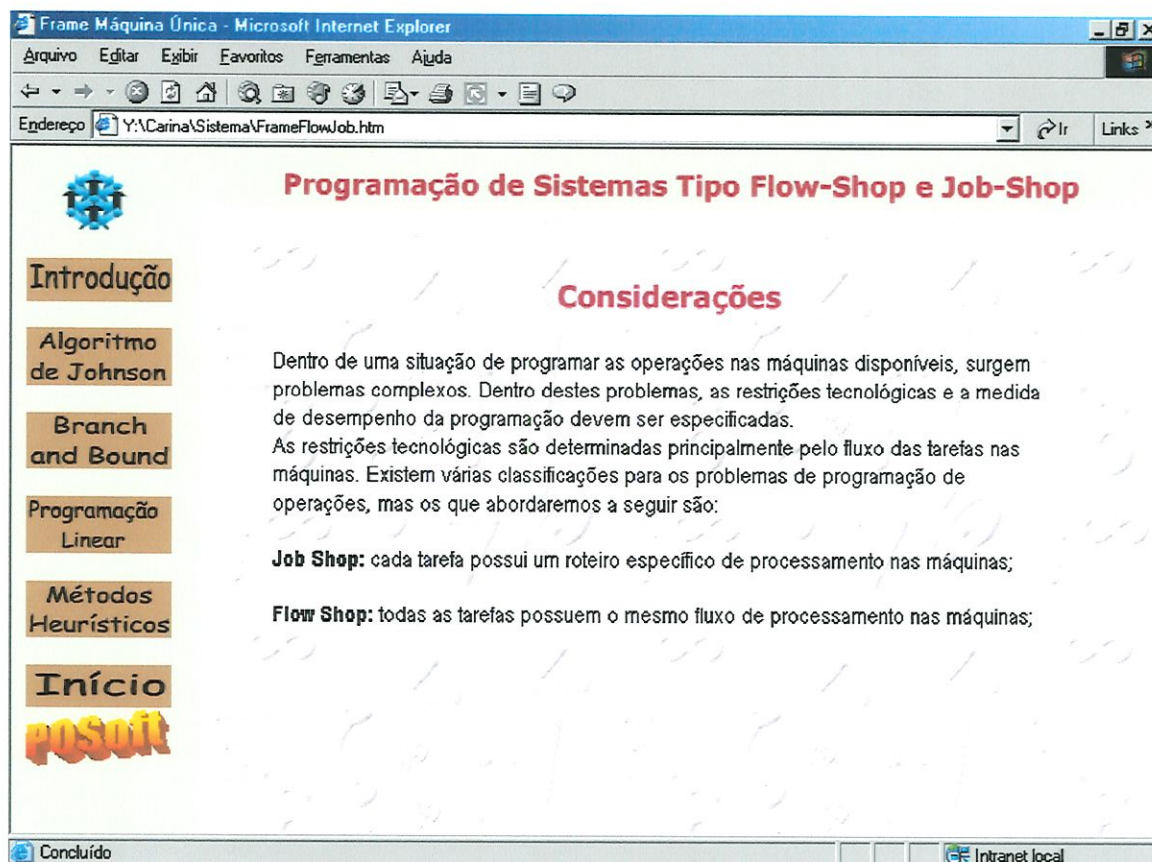 Frame Máquina Única - Microsoft Internet Explorer
Arquivo Editar Exibir Favoritos Ferramentas Ajuda
Endereço Y:\Carina\Sistema\FrameFlowJob.htm Ir Links »
Programação de Sistemas Tipo Flow-Shop e Job-Shop
Introdução
Algoritmo
de Johnson
Branch
and Bound
Programação
Linear
Métodos
Heurísticos
Início
POSoft
Considerações
Dentro de uma situação de programar as operações nas máquinas disponíveis, surgem
problemas complexos. Dentro destes problemas, as restrições tecnológicas e a medida
de desempenho da programação devem ser especificadas.
As restrições tecnológicas são determinadas principalmente pelo fluxo das tarefas nas
máquinas. Existem várias classificações para os problemas de programação de
operações, mas os que abordaremos a seguir são:
Job Shop: cada tarefa possui um roteiro específico de processamento nas máquinas;
Flow Shop: todas as tarefas possuem o mesmo fluxo de processamento nas máquinas;
Concluído Intranet local